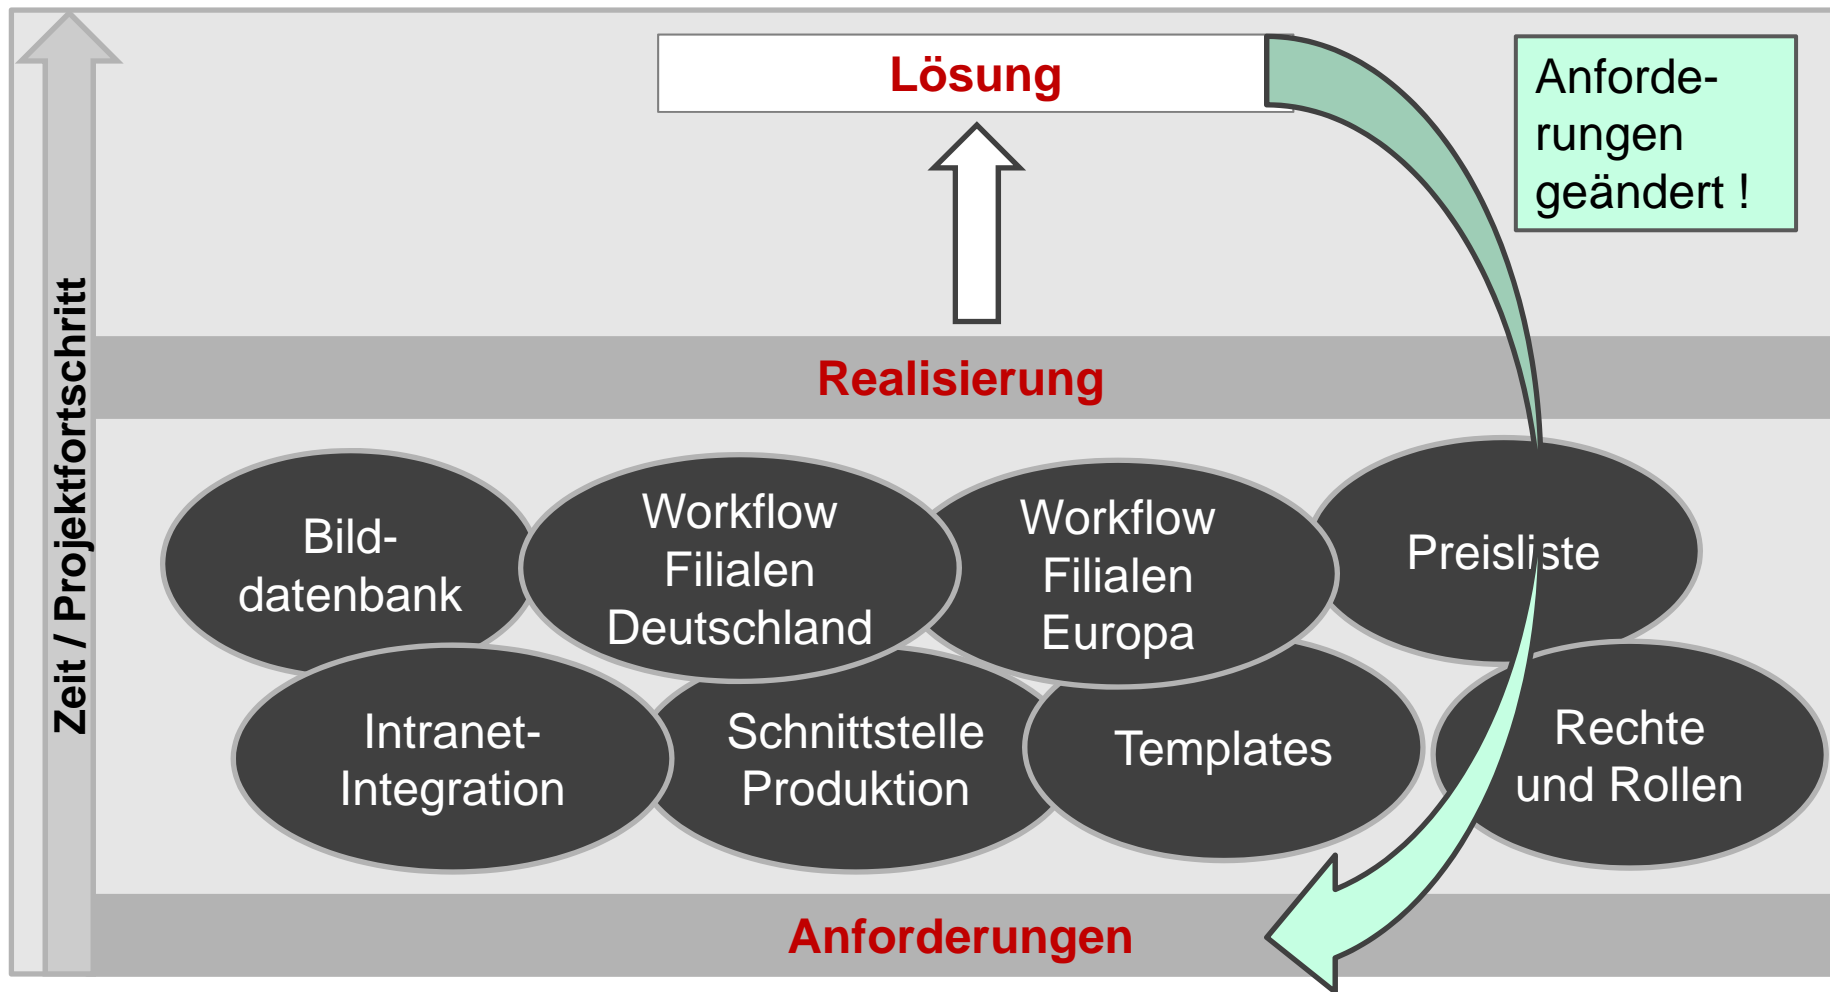 Lösung
Anforde-
rungen
geändert !
Zeit / Projektfortschritt
Realisierung
Bild-
datenbank
Workflow
Filialen
Deutschland
Workflow
Filialen
Europa
Preisliste
Intranet-
Integration
Schnittstelle
Produktion
Templates
Rechte
und Rollen
Anforderungen